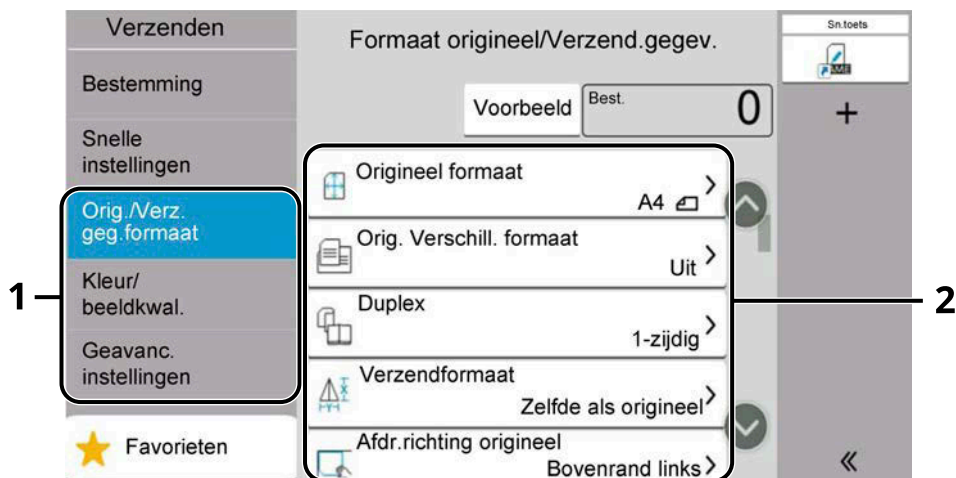 Verzenden
Formaat origineel/Verzend.gegev.
Sn.toets
Bestemming
Voorbeeld
Best.
0
Snelle
instellingen
Orig./Verz.
geg.formaat
Kleur/
beeldkwal.
Geavanc.
instellingen
Favorieten
Origineel formaat
A4
Orig. Verschill. formaat
Uit
Duplex
1-zijdig
Verzendformaat
Zelfde als origineel
Afdr.richting origineel
Bovenrand links
1
2